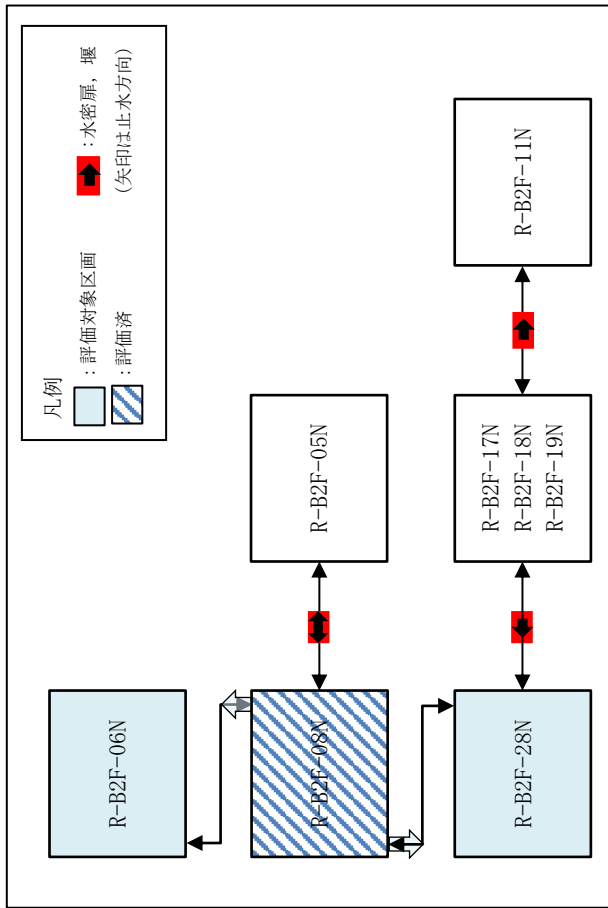 凡例
：評価対象区画
：評価済
：水密扉，堰
(矢印は止水方向)
R-B2F-06N
R-B2F-08N
R-B2F-05N
R-B2F-28N
R-B2F-17N
R-B2F-18N
R-B2F-19N
R-B2F-11N